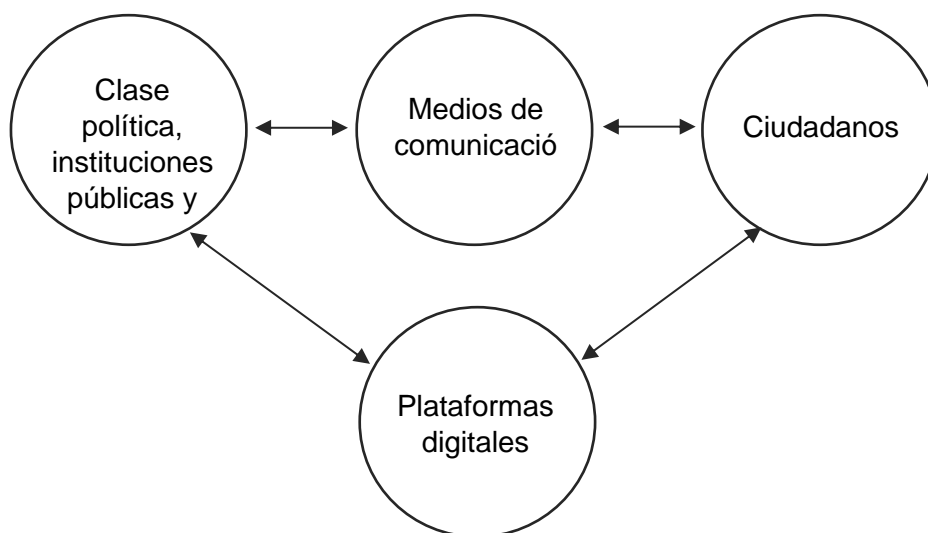 Clase
política,
instituciones
públicas y
Medios de
comunicació
Ciudadanos
Plataformas
digitales